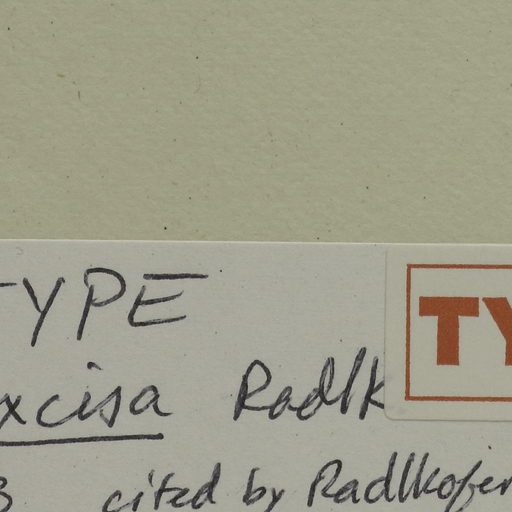 TYPE
TY
xcisa Radlk
cited by Radlkofer